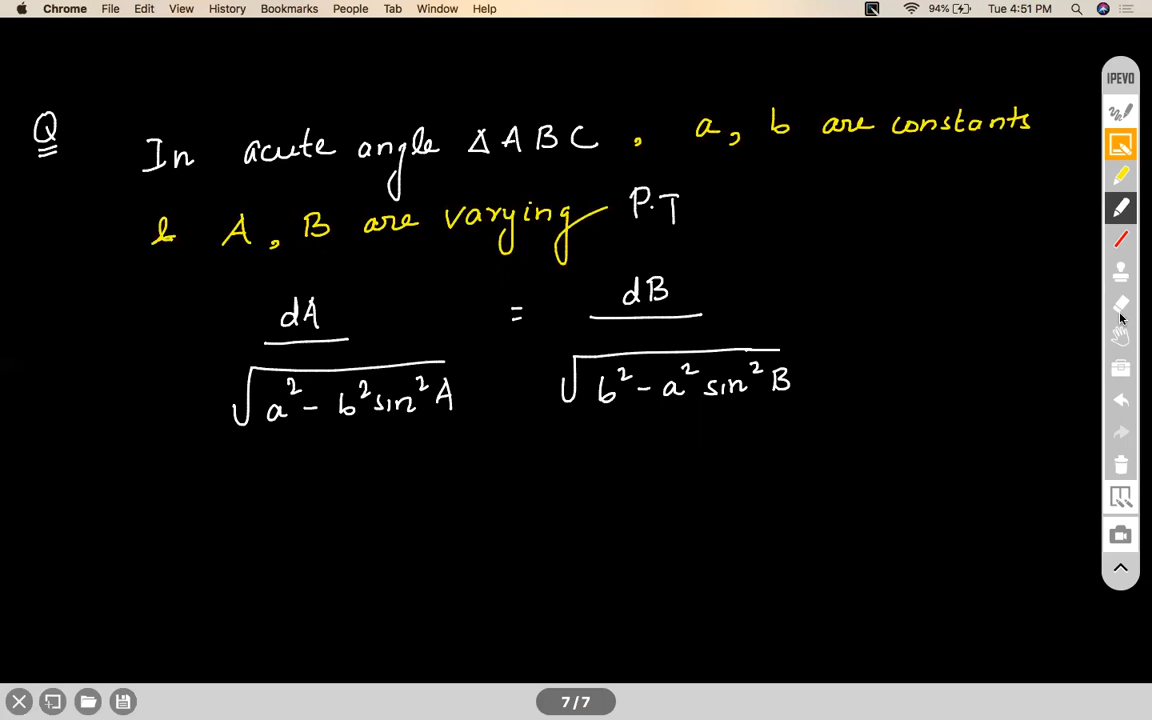 Chrome File Edit View History Bookmarks People Tab Window Help 94% Tue 4:51 PM
IPEVO
Q In acute angle ΔABC, a, b are constants
& A, B are varying P.T
dA = dB
√a² - b² sin² A √b² - a² sin² B
7/7